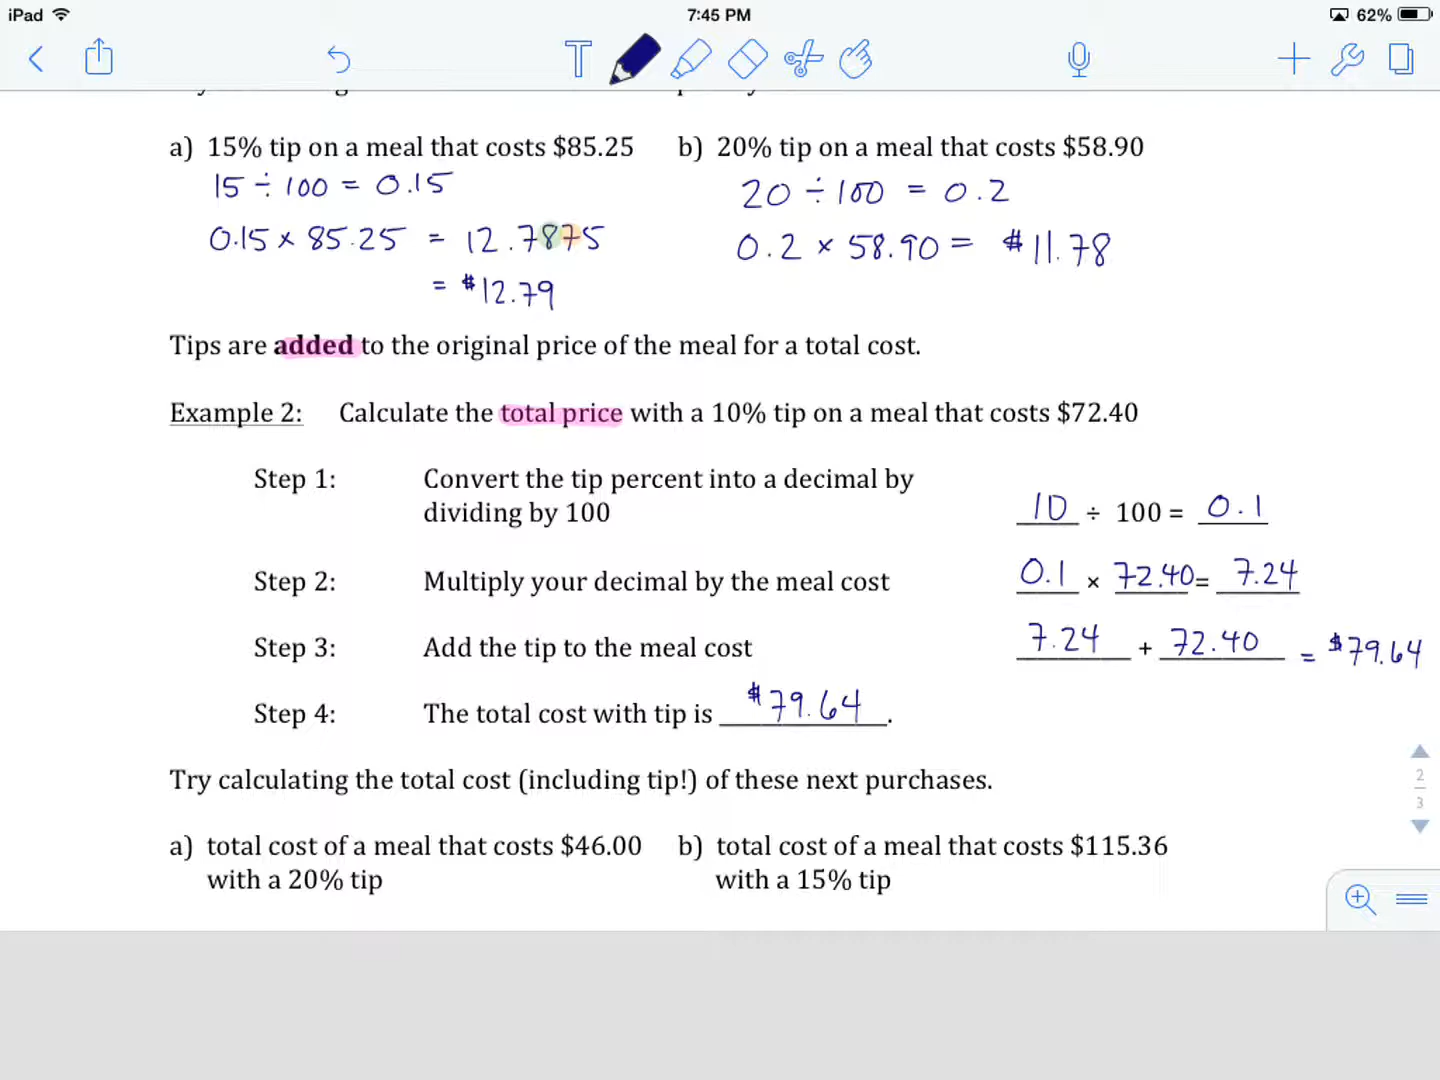 iPad 7:45 PM 62%
T
a) 15% tip on a meal that costs $85.25 b) 20% tip on a meal that costs $58.90
15 ÷ 100 = 0.15 20 ÷ 100 = 0.2
0.15 × 85.25 = 12.7875 0.2 × 58.90 = $11.78
= $12.79
Tips are added to the original price of the meal for a total cost.
Example 2: Calculate the total price with a 10% tip on a meal that costs $72.40
Step 1: Convert the tip percent into a decimal by
dividing by 100 10 ÷ 100 = 0.1
Step 2: Multiply your decimal by the meal cost 0.1 × 72.40 = 7.24
Step 3: Add the tip to the meal cost 7.24 + 72.40 = $79.64
Step 4: The total cost with tip is $79.64.
2
3
Try calculating the total cost (including tip!) of these next purchases.
a) total cost of a meal that costs $46.00 b) total cost of a meal that costs $115.36
with a 20% tip with a 15% tip